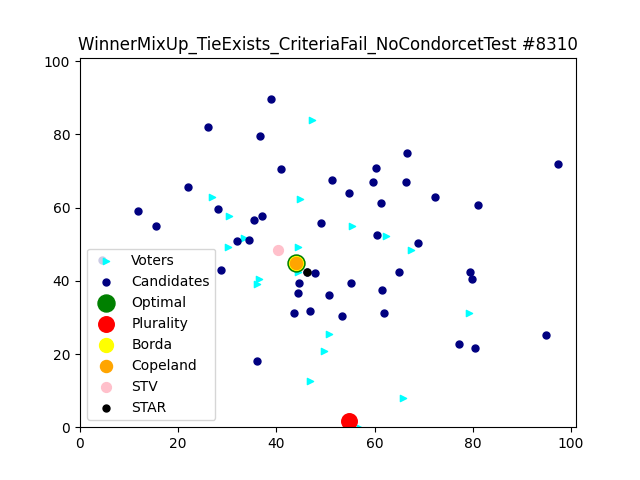 WinnerMixUp_TieExists_CriteriaFail_NoCondorcetTest #8310
100
80
60
40
20
0
0 20 40 60 80 100
Voters
Candidates
Optimal
Plurality
Borda
Copeland
STV
STAR